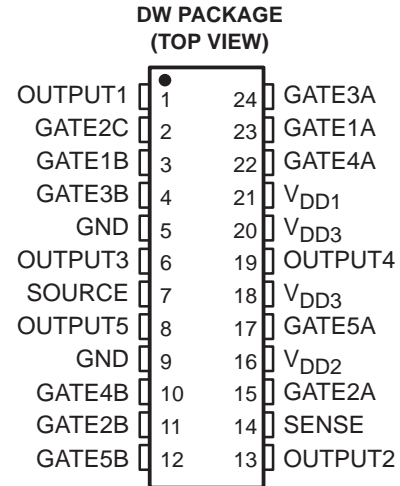 DW PACKAGE
(TOP VIEW)
OUTPUT1 1 24 GATE3A
GATE2C 2 23 GATE1A
GATE1B 3 22 GATE4A
GATE3B 4 21 VDD1
GND 5 20 VDD3
OUTPUT3 6 19 OUTPUT4
SOURCE 7 18 VDD3
OUTPUT5 8 17 GATE5A
GND 9 16 VDD2
GATE4B 10 15 GATE2A
GATE2B 11 14 SENSE
GATE5B 12 13 OUTPUT2